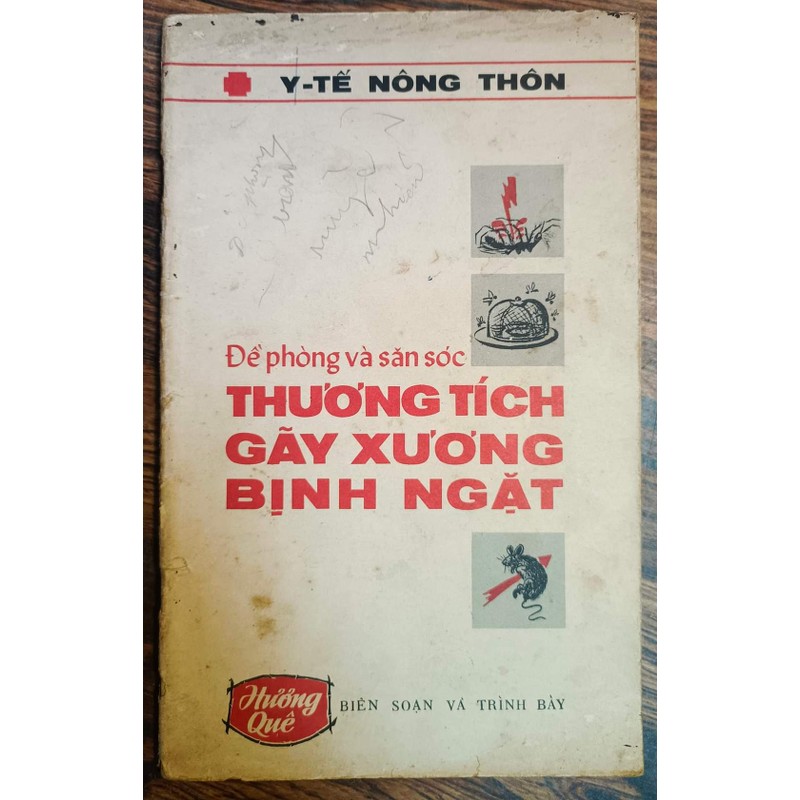 Y-TẾ NÔNG THÔN
Đề phòng và săn sóc
THƯƠNG TÍCH
GÃY XƯƠNG
BỊNH NGẶT
Hưởng
Quê
BIÊN SOẠN VÁ TRÌNH BÀY